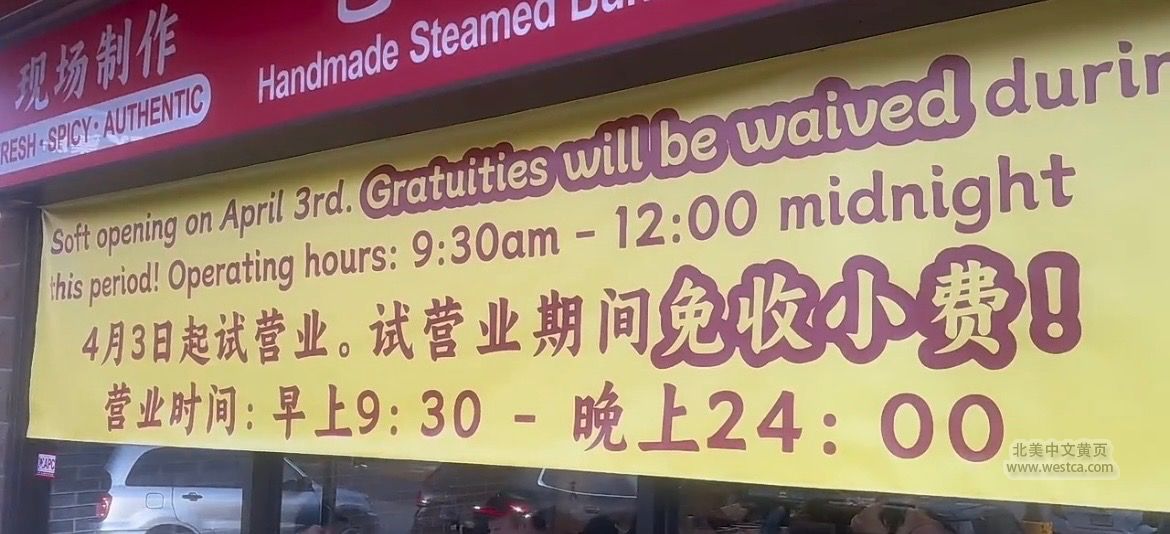 现场制作
Handmade Steamed
SPICY · AUTHENTIC
Soft opening on April 3rd. Gratuities will be waived
this period! Operating hours: 9:30am – 12:00 midnight
4月3日起试营业。试营业期间免收小费!
营业时间: 早上9:30 - 晚上24:00
北美中文黄页
www.westca.com